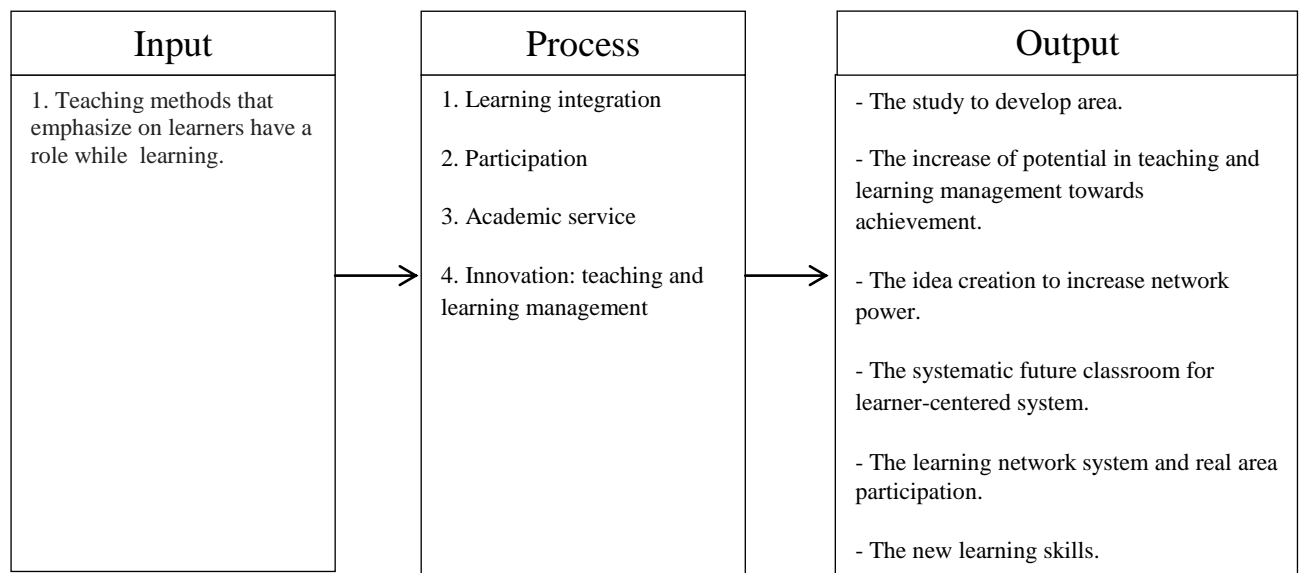 Input
1. Teaching methods that
emphasize on learners have a
role while learning.
Process
1. Learning integration
2. Participation
3. Academic service
4. Innovation: teaching and
learning management
Output
- The study to develop area.
- The increase of potential in teaching and
learning management towards
achievement.
- The idea creation to increase network
power.
- The systematic future classroom for
learner-centered system.
- The learning network system and real area
participation.
- The new learning skills.